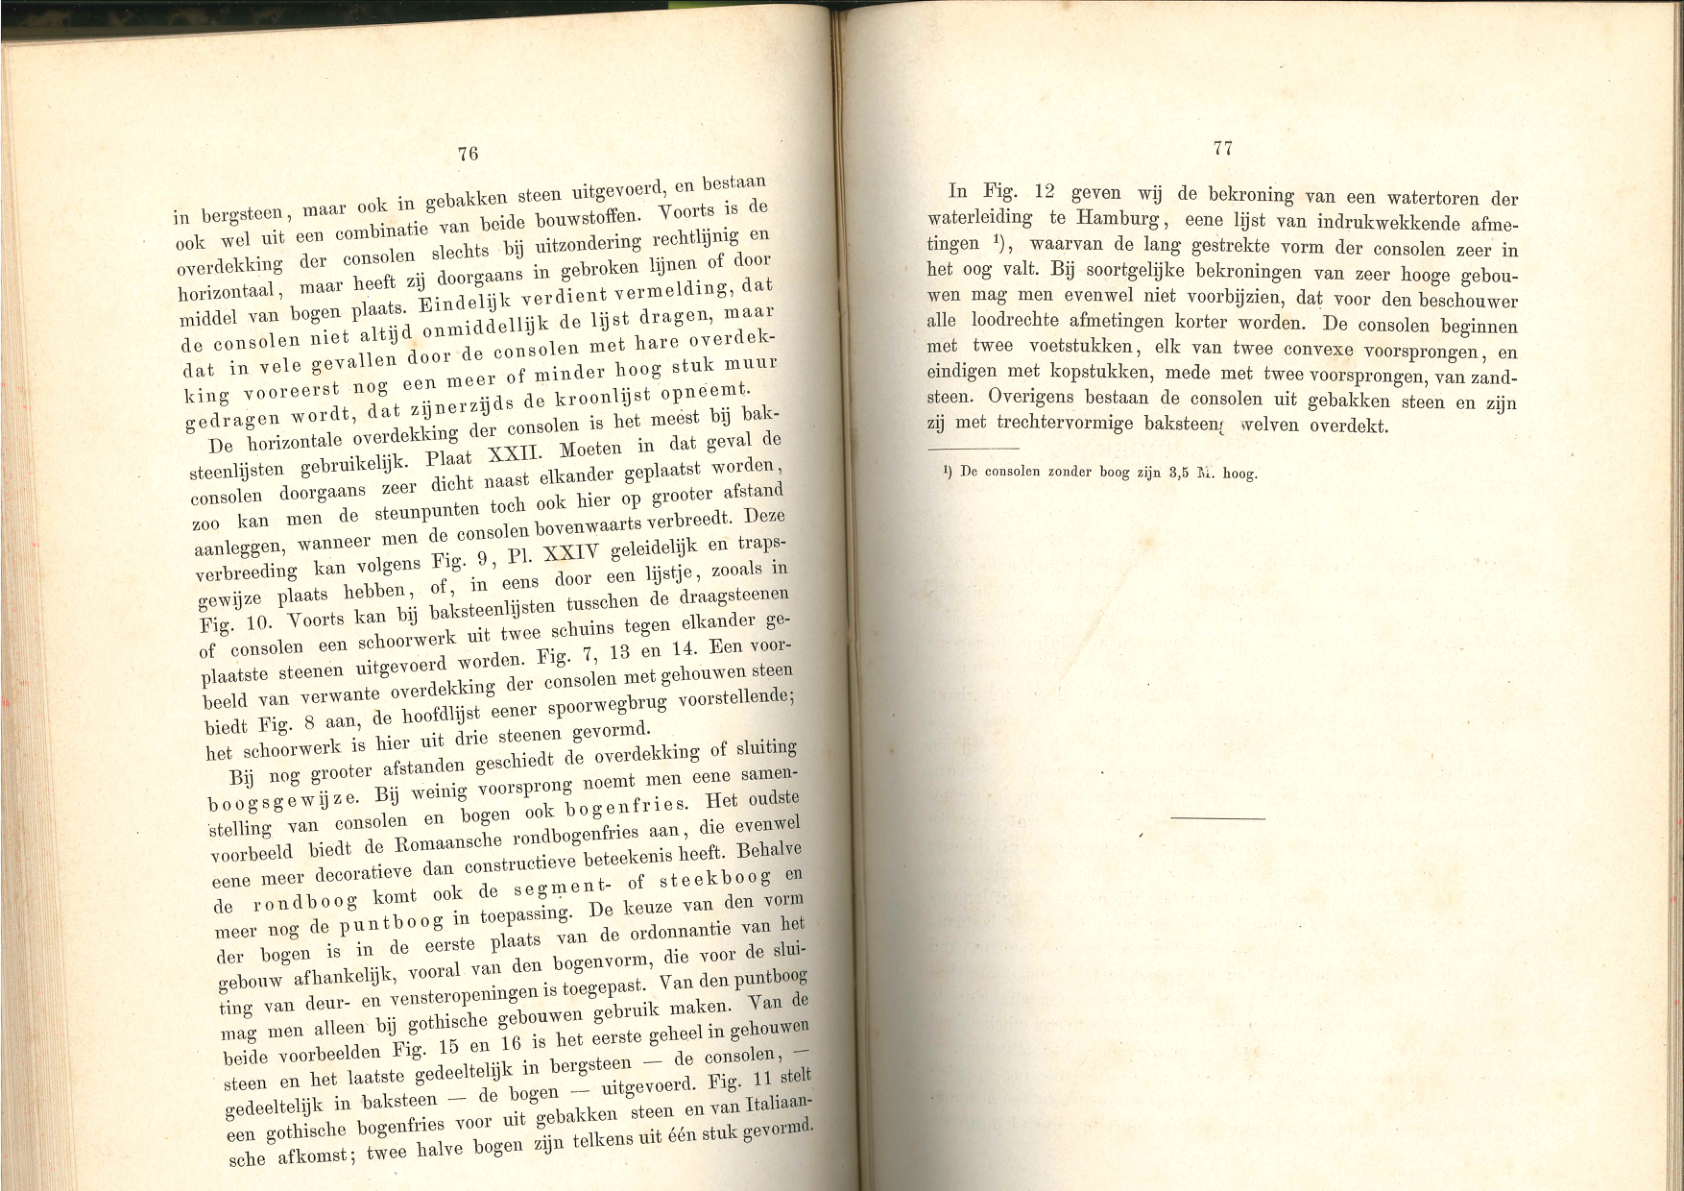 76
in bergsteen, maar ook in gebakken steen uitgevoerd, en bestaan
ook wel uit een combinatie van beide bouwstoffen. Voorts is de
overdekking der consolen slechts bij uitzondering rechtlijnig en
horizontaal, maar heeft zij doorgaans in gebroken lijnen of door
middel van bogen plaats. Eindelijk verdient vermelding, dat
de consolen niet altijd onmiddellijk de lijst dragen, maar
dat in vele gevallen door de consolen met hare overdek-
king vooreerst nog een meer of minder hoog stuk muur
gedragen wordt, dat zijnerzijds de kroonlijst opneemt.
De horizontale overdekking der consolen is het meest bij bak-
steenlijsten gebruikelijk. Plaat XXII. Moeten in dat geval de
consolen doorgaans zeer dicht naast elkander geplaatst worden,
zoo kan men de steunpunten toch ook hier op grooter afstand
aanleggen, wanneer men de consolen bovenwaarts verbreedt. Deze
verbreeding kan volgens Fig. 9, Pl. XXIV geleidelijk en traps-
gewijze plaats hebben, of, in eens door een lijstje, zooals in
Fig. 10. Voorts kan bij baksteenlijsten tusschen de draagsteenen
of consolen een schoorwerk uit twee schuins tegen elkander ge-
plaatste steenen uitgevoerd worden. Fig. 7, 13 en 14. Een voor-
beeld van verwante overdekking der consolen met gehouwen steen
biedt Fig. 8 aan, de hoofdlijst eener spoorwegbrug voorstellende;
het schoorwerk is hier uit drie steenen gevormd.
Bij nog grooter afstanden geschiedt de overdekking of sluiting
boogsgewijze. Bij weinig voorsprong noemt men eene samen-
stelling van consolen en bogen ook bogenfries. Het oudste
voorbeeld biedt de Romaansche rondbogenfries aan, die evenwel
eene meer decoratieve dan constructieve beteekenis heeft. Behalve
de rondboog komt ook de segment- of steekboog en
meer nog de puntboog in toepassing. De keuze van den vorm
der bogen is in de eerste plaats van de ordonnantie van het
gebouw afhankelijk, vooral van den bogenvorm, die voor de slui-
ting van deur- en vensteropeningen is toegepast. Van den puntboog
mag men alleen bij gothische gebouwen gebruik maken. Van de
beide voorbeelden Fig. 15 en 16 is het eerste geheel in gehouwen
steen en het laatste gedeeltelijk in bergsteen — de consolen, —
gedeeltelijk in baksteen — de bogen — uitgevoerd. Fig. 11 stelt
een gothische bogenfries voor uit gebakken steen en van Italiaan-
sche afkomst; twee halve bogen zijn telkens uit één stuk gevormd.
77
In Fig. 12 geven wij de bekroning van een watertoren der
waterleiding te Hamburg, eene lijst van indrukwekkende afme-
tingen ¹), waarvan de lang gestrekte vorm der consolen zeer in
het oog valt. Bij soortgelijke bekroningen van zeer hooge gebou-
wen mag men evenwel niet voorbijzien, dat voor den beschouwer
alle loodrechte afmetingen korter worden. De consolen beginnen
met twee voetstukken, elk van twee convexe voorsprongen, en
eindigen met kopstukken, mede met twee voorsprongen, van zand-
steen. Overigens bestaan de consolen uit gebakken steen en zijn
zij met trechtervormige baksteen welven overdekt.
¹) De consolen zonder boog zijn 3,5 M. hoog.